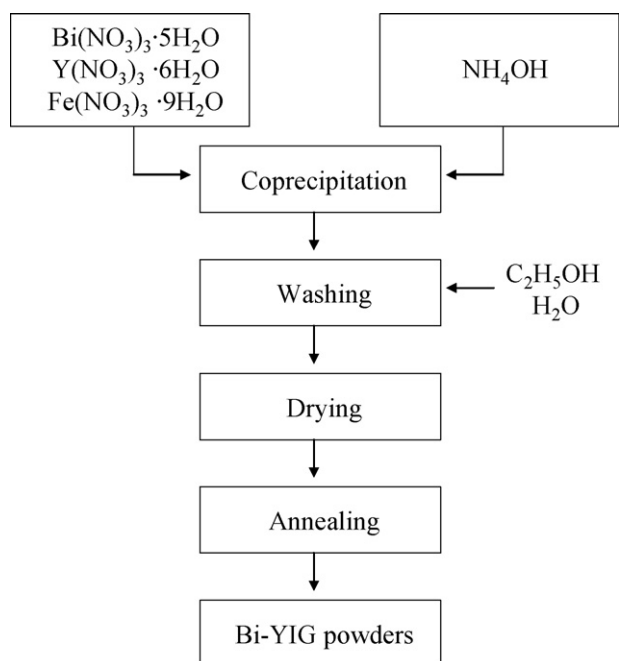 Bi(NO₃)₃·5H₂O
Y(NO₃)₃ ·6H₂O
Fe(NO₃)₃ ·9H₂O
NH₄OH
Coprecipitation
Washing
C₂H₅OH
H₂O
Drying
Annealing
Bi-YIG powders